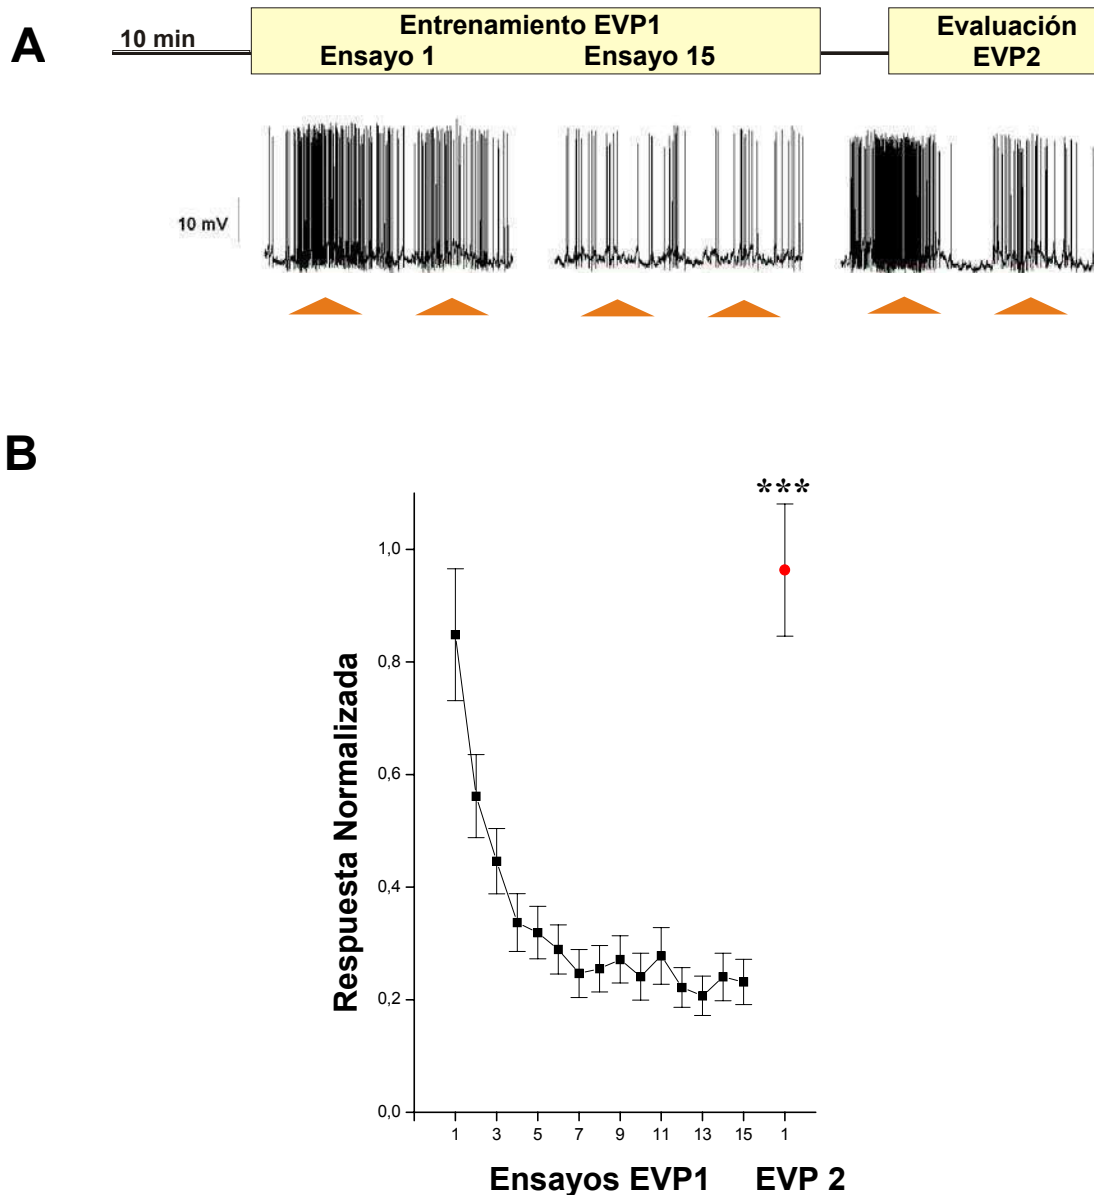 A
10 min
Entrenamiento EVP1
Ensayo 1
Ensayo 15
Evaluación
EVP2
10 mV
B
***
1,0
0,8
0,6
0,4
0,2
0,0
Respuesta Normalizada
1 3 5 7 9 11 13 15 1
Ensayos EVP1 EVP 2